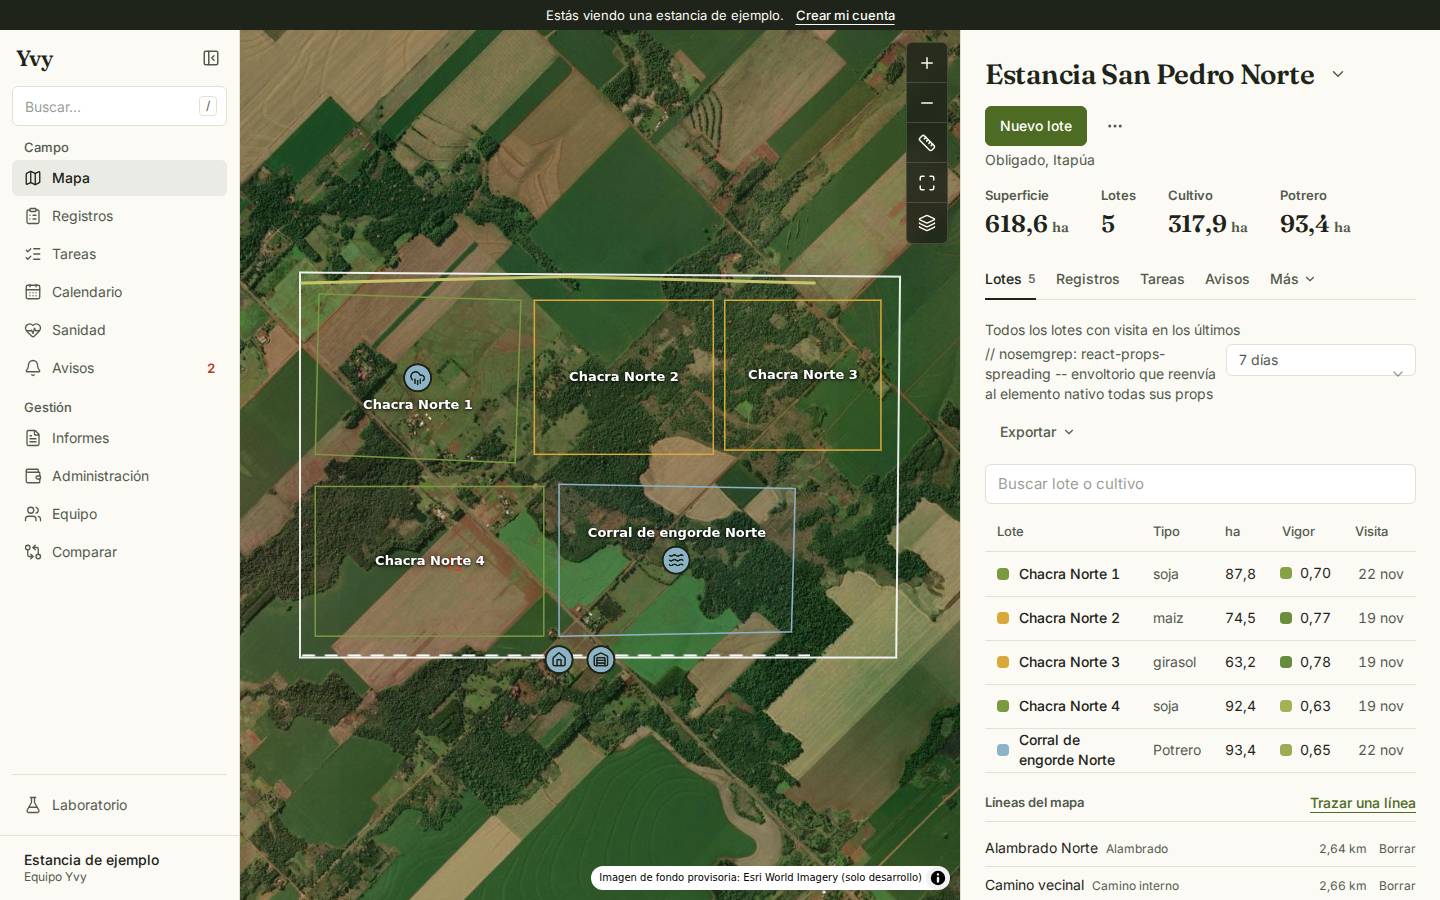 Estás viendo una estancia de ejemplo. Crear mi cuenta
Yvy
Buscar... /
Campo
Mapa
Registros
Tareas
Calendario
Sanidad
Avisos 2
Gestión
Informes
Administración
Equipo
Comparar
Laboratorio
Estancia de ejemplo
Equipo Yvy
Chacra Norte 1
Chacra Norte 2
Chacra Norte 3
Chacra Norte 4
Corral de engorde Norte
Imagen de fondo provisoria: Esri World Imagery (solo desarrollo)
Estancia San Pedro Norte
Nuevo lote
Obligado, Itapúa
Superficie Lotes Cultivo Potrero
618,6 ha 5 317,9 ha 93,4 ha
Lotes 5 Registros Tareas Avisos Más
Todos los lotes con visita en los últimos
// nosemgrep: react-props-
spreading -- envoltorio que reenvía
al elemento nativo todas sus props
7 días
Exportar
Buscar lote o cultivo
Lote Tipo ha Vigor Visita
Chacra Norte 1 soja 87,8 0,70 22 nov
Chacra Norte 2 maiz 74,5 0,77 19 nov
Chacra Norte 3 girasol 63,2 0,78 19 nov
Chacra Norte 4 soja 92,4 0,63 19 nov
Corral de
engorde Norte Potrero 93,4 0,65 22 nov
Líneas del mapa Trazar una línea
Alambrado Norte Alambrado 2,64 km Borrar
Camino vecinal Camino interno 2,66 km Borrar